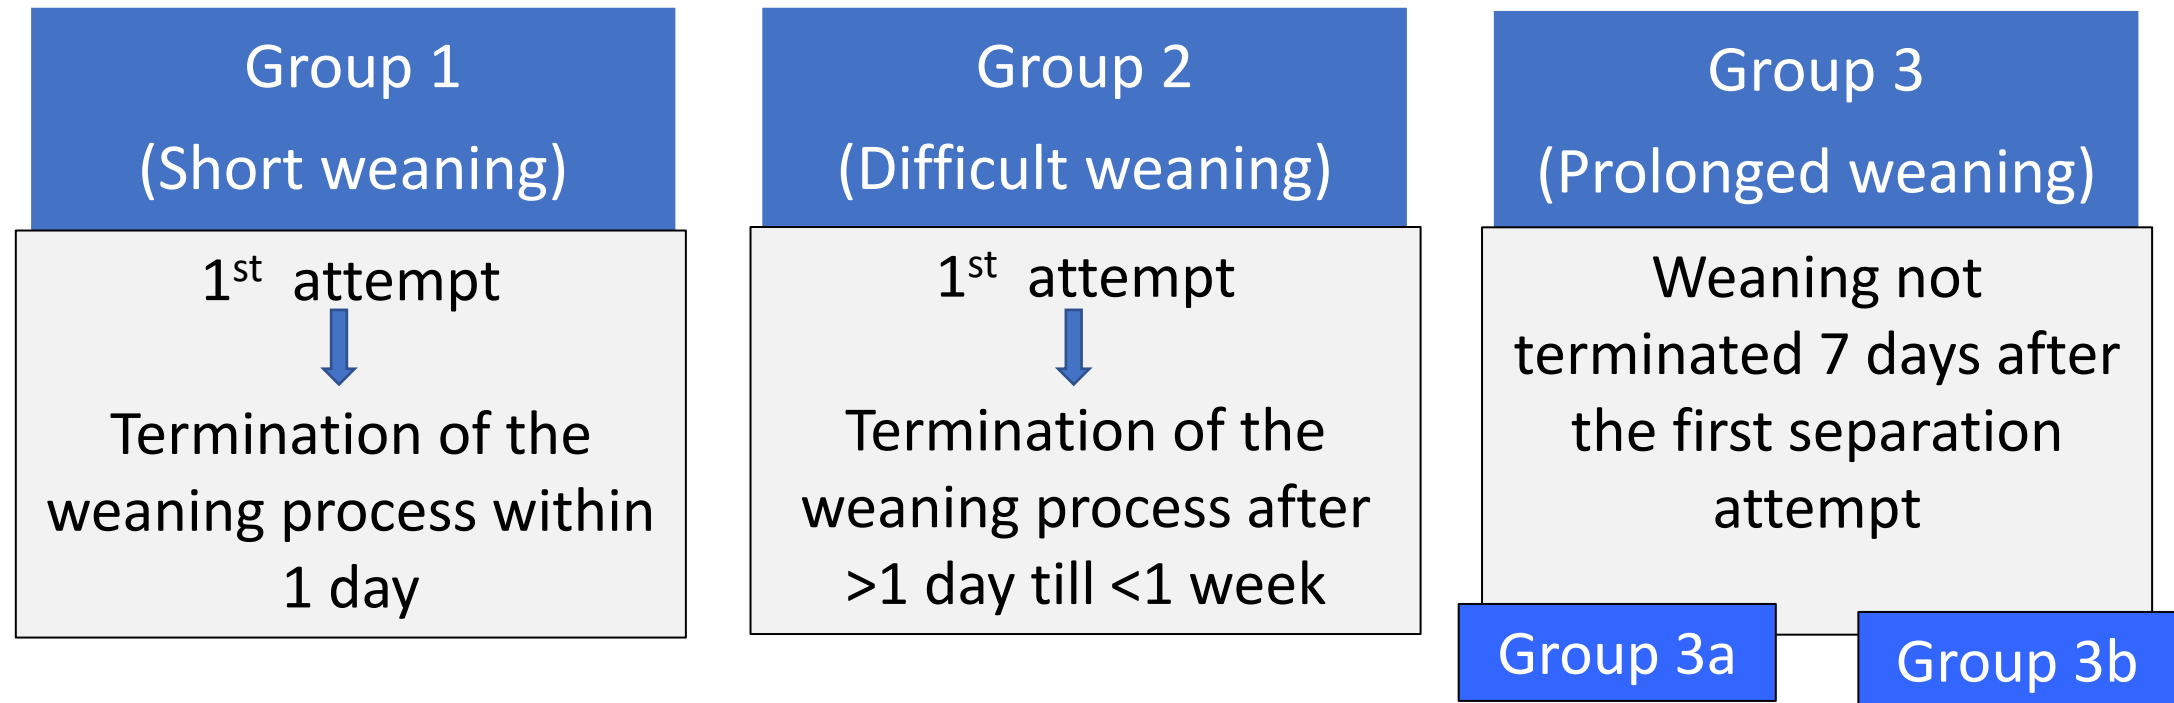 Group 1
(Short weaning)
1st attempt
Termination of the
weaning process within
1 day
Group 2
(Difficult weaning)
1st attempt
Termination of the
weaning process after
>1 day till <1 week
Group 3
(Prolonged weaning)
Weaning not
terminated 7 days after
the first separation
attempt
Group 3a
Group 3b